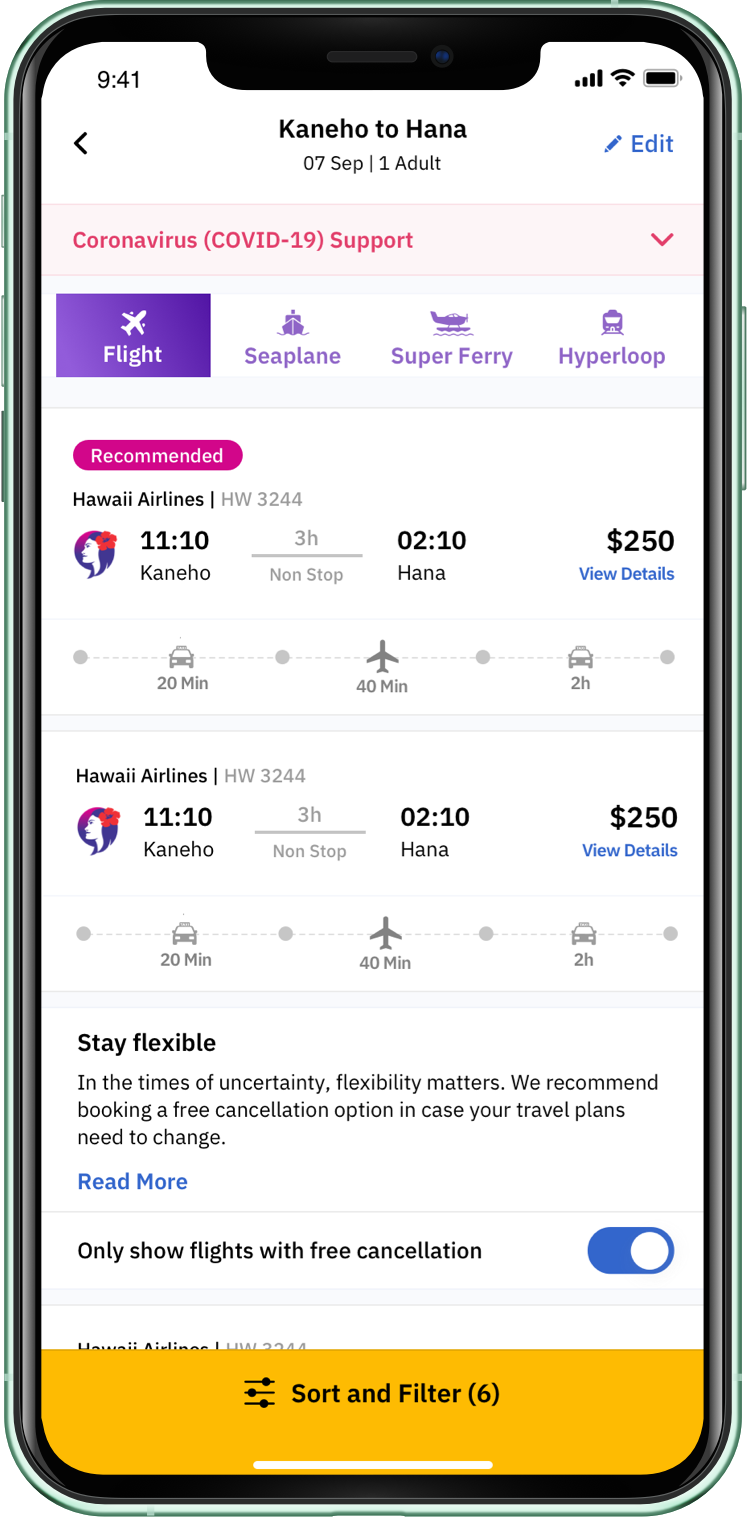 9:41
Kaneho to Hana
07 Sep | 1 Adult
Edit
Coronavirus (COVID-19) Support
Flight
Seaplane
Super Ferry
Hyperloop
Recommended
Hawaii Airlines | HW 3244
11:10 3h 02:10 $250
Kaneho Non Stop Hana View Details
20 Min 40 Min 2h
Hawaii Airlines | HW 3244
11:10 3h 02:10 $250
Kaneho Non Stop Hana View Details
20 Min 40 Min 2h
Stay flexible
In the times of uncertainty, flexibility matters. We recommend
booking a free cancellation option in case your travel plans
need to change.
Read More
Only show flights with free cancellation
Hawaii Airlines | HW 3244
Sort and Filter (6)